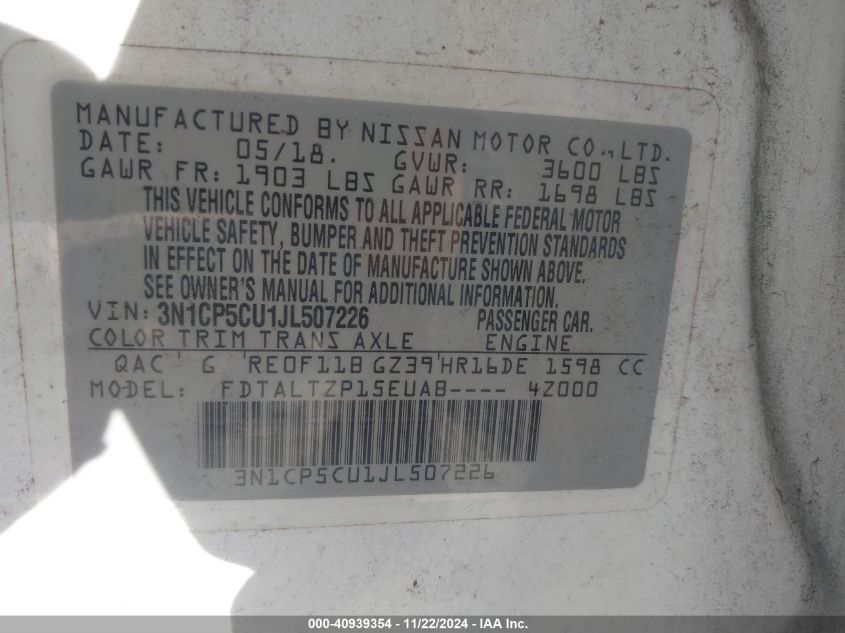 MANUFACTURED BY NISSAN MOTOR CO., LTD.
DATE: 05/18. GVWR: 3600 LBS
GAWR FR: 1903 LBS GAWR RR: 1698 LBS
THIS VEHICLE CONFORMS TO ALL APPLICABLE FEDERAL MOTOR
VEHICLE SAFETY, BUMPER AND THEFT PREVENTION STANDARDS
IN EFFECT ON THE DATE OF MANUFACTURE SHOWN ABOVE.
SEE OWNER'S MANUAL FOR ADDITIONAL INFORMATION.
VIN: 3N1CP5CU1JL507226 PASSENGER CAR.
COLOR TRIM TRANS AXLE ENGINE
QAC G RE0F11B GZ39 HR16DE 1598 CC
MODEL: FDTALTZP15EUAB---- 4Z000
3N1CP5CU1JL507226
000-40939354 - 11/22/2024 - IAA Inc.